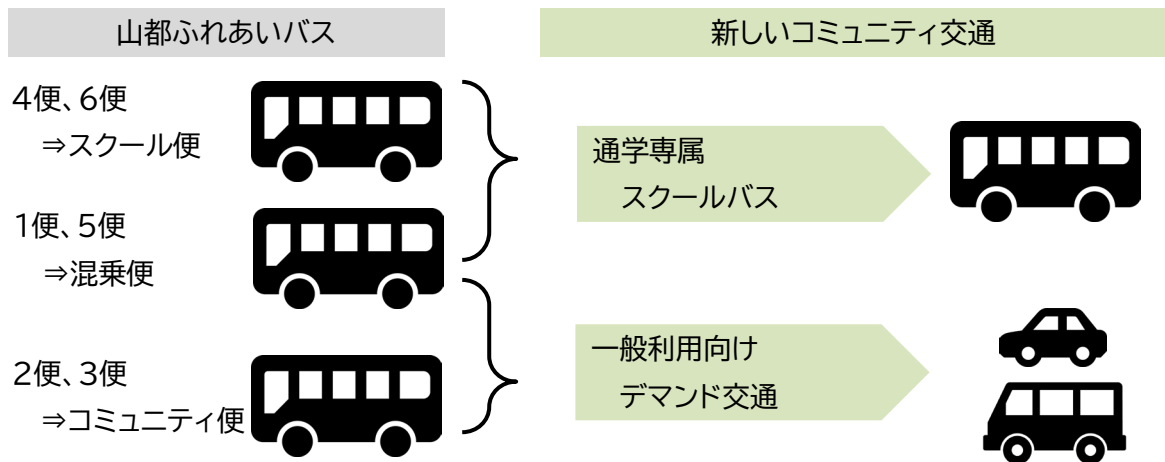 山都ふれあいバス
4便、6便
⇒スクール便
1便、5便
⇒混乗便
2便、3便
⇒コミュニティ便
新しいコミュニティ交通
通学専属
スクールバス
一般利用向け
デマンド交通